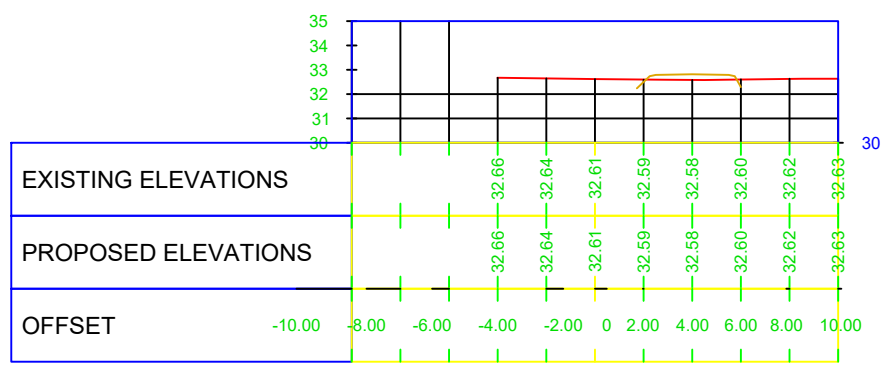 35
34
33
32
31
30
30
EXISTING ELEVATIONS 32.66 32.64 32.61 32.59 32.58 32.60 32.62 32.63
PROPOSED ELEVATIONS 32.66 32.64 32.61 32.59 32.58 32.60 32.62 32.63
OFFSET -10.00 -8.00 -6.00 -4.00 -2.00 0 2.00 4.00 6.00 8.00 10.00